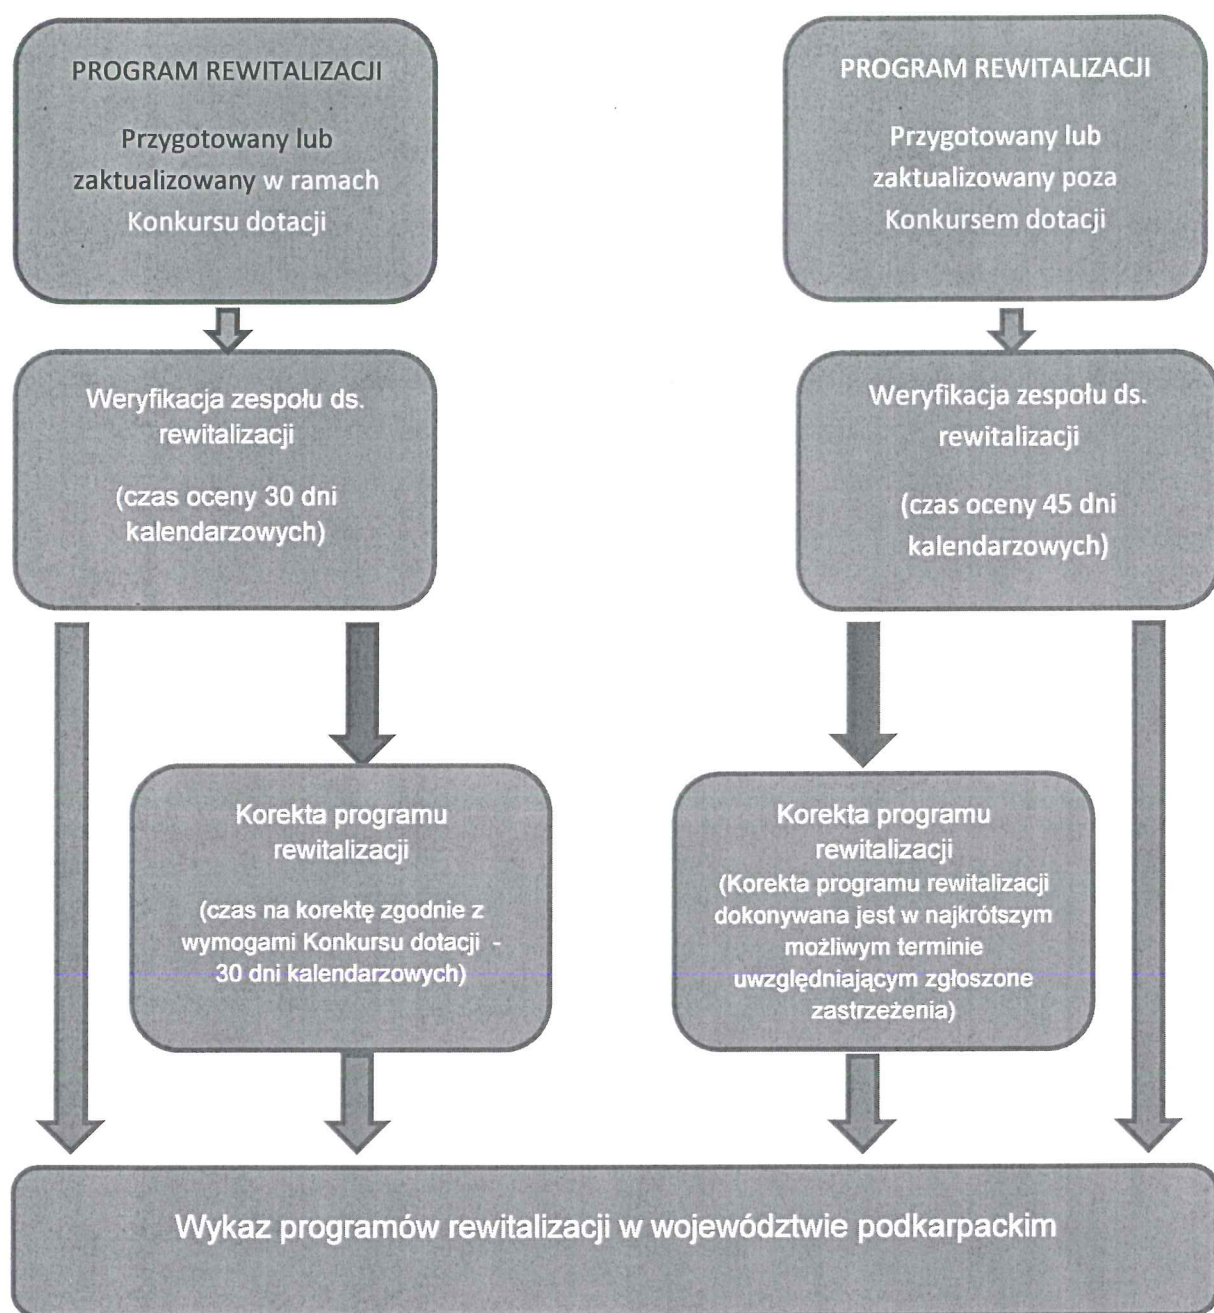 PROGRAM REWITALIZACJI
Przygotowany lub
zaktualizowany w ramach
Konkursu dotacji
PROGRAM REWITALIZACJI
Przygotowany lub
zaktualizowany poza
Konkursem dotacji
Weryfikacja zespołu ds.
rewitalizacji
(czas oceny 30 dni
kalendarzowych)
Weryfikacja zespołu ds.
rewitalizacji
(czas oceny 45 dni
kalendarzowych)
Korekta programu
rewitalizacji
(czas na korektę zgodnie z
wymogami Konkursu dotacji -
30 dni kalendarzowych)
Korekta programu
rewitalizacji
(Korekta programu rewitalizacji
dokonywana jest w najkrótszym
możliwym terminie
uwzględniającym zgłoszone
zastrzeżenia)
Wykaz programów rewitalizacji w województwie podkarpackim